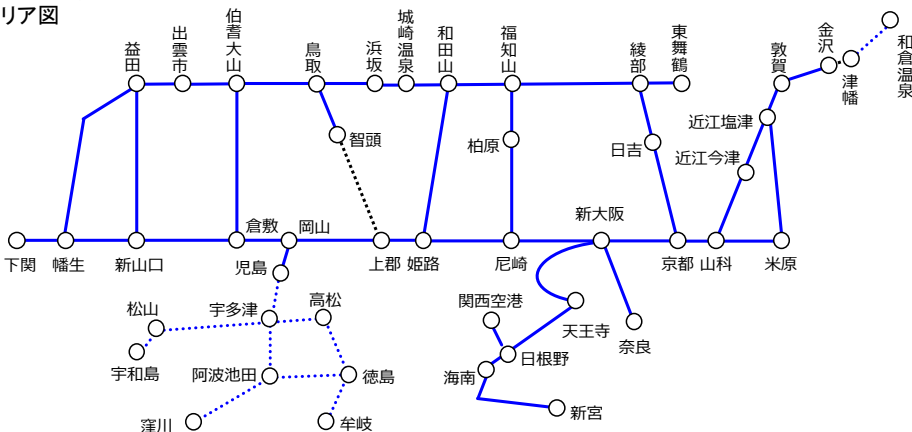 リア図
益田
出雲市
伯耆大山
鳥取
浜坂
城崎温泉
和田山
福知山
綾部
東舞鶴
敦賀
金沢
津幡
和倉温泉
智頭
柏原
日吉
近江塩津
近江今津
下関
幡生
新山口
倉敷
岡山
児島
上郡
姫路
尼崎
新大阪
京都
山科
米原
松山
宇多津
高松
宇和島
阿波池田
徳島
窪川
牟岐
関西空港
天王寺
奈良
日根野
海南
新宮